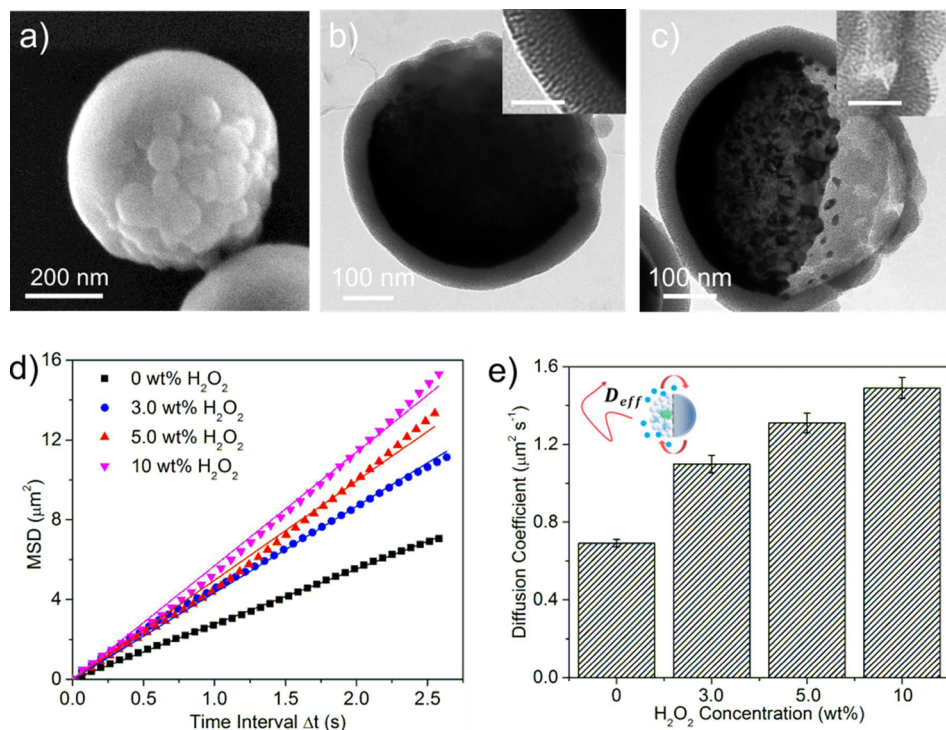 a)
200 nm
b)
100 nm
c)
100 nm
d)
16
12
8
4
0
MSD (μm²)
0 wt% H₂O₂
3.0 wt% H₂O₂
5.0 wt% H₂O₂
10 wt% H₂O₂
0.0 0.5 1.0 1.5 2.0 2.5
Time Interval Δt (s)
e)
1.6
1.2
0.8
0.4
0.0
Diffusion Coefficient (μm² s⁻¹)
D_eff
0 3.0 5.0 10
H₂O₂ Concentration (wt%)